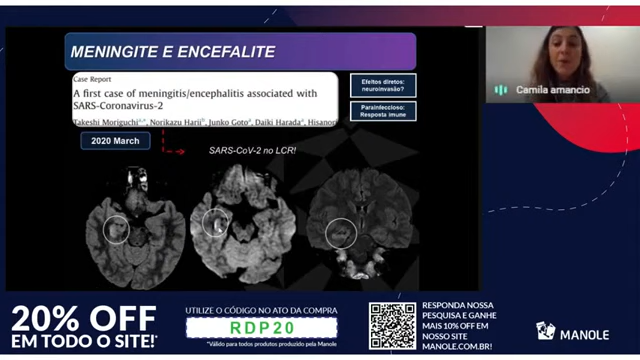 MENINGITE E ENCEFALITE
Case Report
A first case of meningitis/encephalitis associated with
SARS-Coronavirus-2
Takeshi Moriguchi, Norikazu Harii, Junko Goto, Daiki Harada, Hisanori
Efeitos diretos:
neuroinvasão?
Parainfeccioso:
Resposta imune
2020 March
SARS-CoV-2 no LCR!
Camila amancio
20% OFF
EM TODO O SITE!*
UTILIZE O CÓDIGO NO ATO DA COMPRA
RDP20
*Válido para todos produtos produzido pela Manole
RESPONDA NOSSA
PESQUISA E GANHE
MAIS 10% OFF EM
NOSSO SITE
MANOLE.COM.BR!
MANOLE